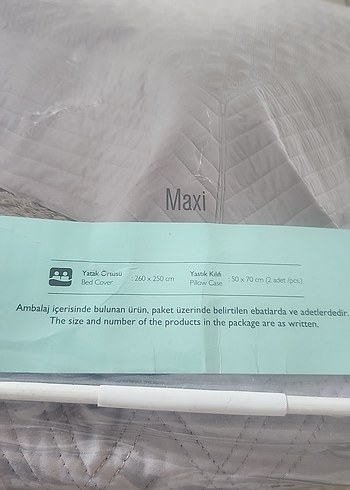 Maxi
Yatak Örtüsü : 260 x 250 cm Yastık Kılıfı : 50 x 70 cm (2 adet /pcs.)
Bed Cover Pillow Case
Ambalaj içerisinde bulunan ürün, paket üzerinde belirtilen ebatlarda ve adetlerdedir.
The size and number of the products in the package are as written.